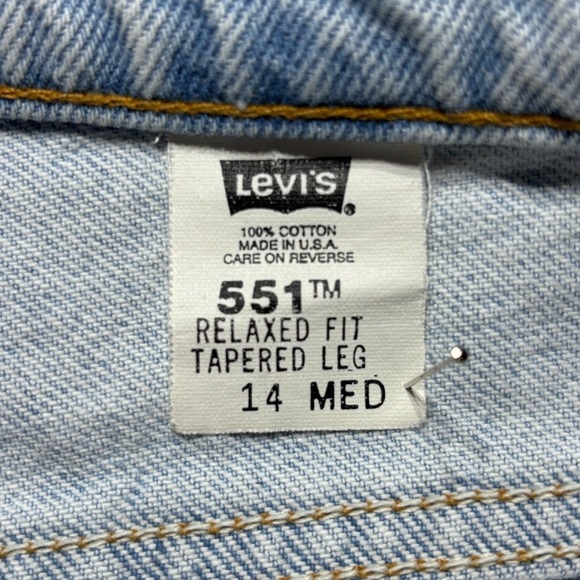 Levi's®
100% COTTON
MADE IN U.S.A.
CARE ON REVERSE
551™
RELAXED FIT
TAPERED LEG
14 MED